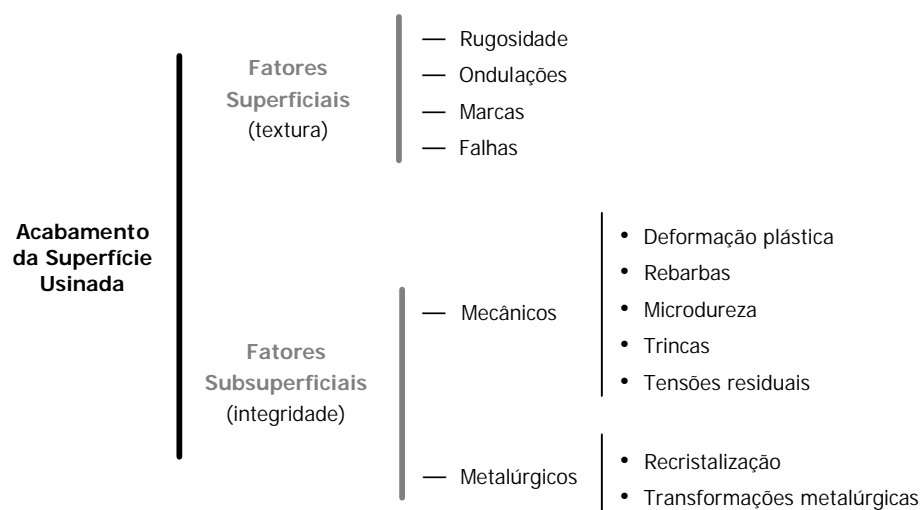 Acabamento
da Superfície
Usinada
Fatores
Superficiais
(textura)
— Rugosidade
— Ondulações
— Marcas
— Falhas
Fatores
Subsuperficiais
(integridade)
— Mecânicos
• Deformação plástica
• Rebarbas
• Microdureza
• Trincas
• Tensões residuais
— Metalúrgicos
• Recristalização
• Transformações metalúrgicas